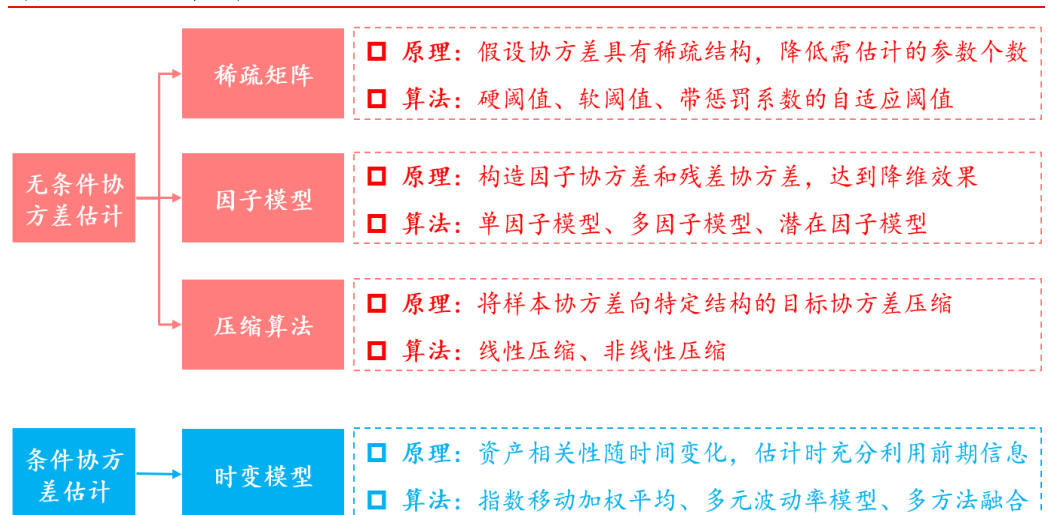 稀疏矩阵
原理：假设协方差具有稀疏结构，降低需估计的参数个数
算法：硬阈值、软阈值、带惩罚系数的自适应阈值
无条件协
方差估计
因子模型
原理：构造因子协方差和残差协方差，达到降维效果
算法：单因子模型、多因子模型、潜在因子模型
压缩算法
原理：将样本协方差向特定结构的目标协方差压缩
算法：线性压缩、非线性压缩
条件协方
差估计
时变模型
原理：资产相关性随时间变化，估计时充分利用前期信息
算法：指数移动加权平均、多元波动率模型、多方法融合